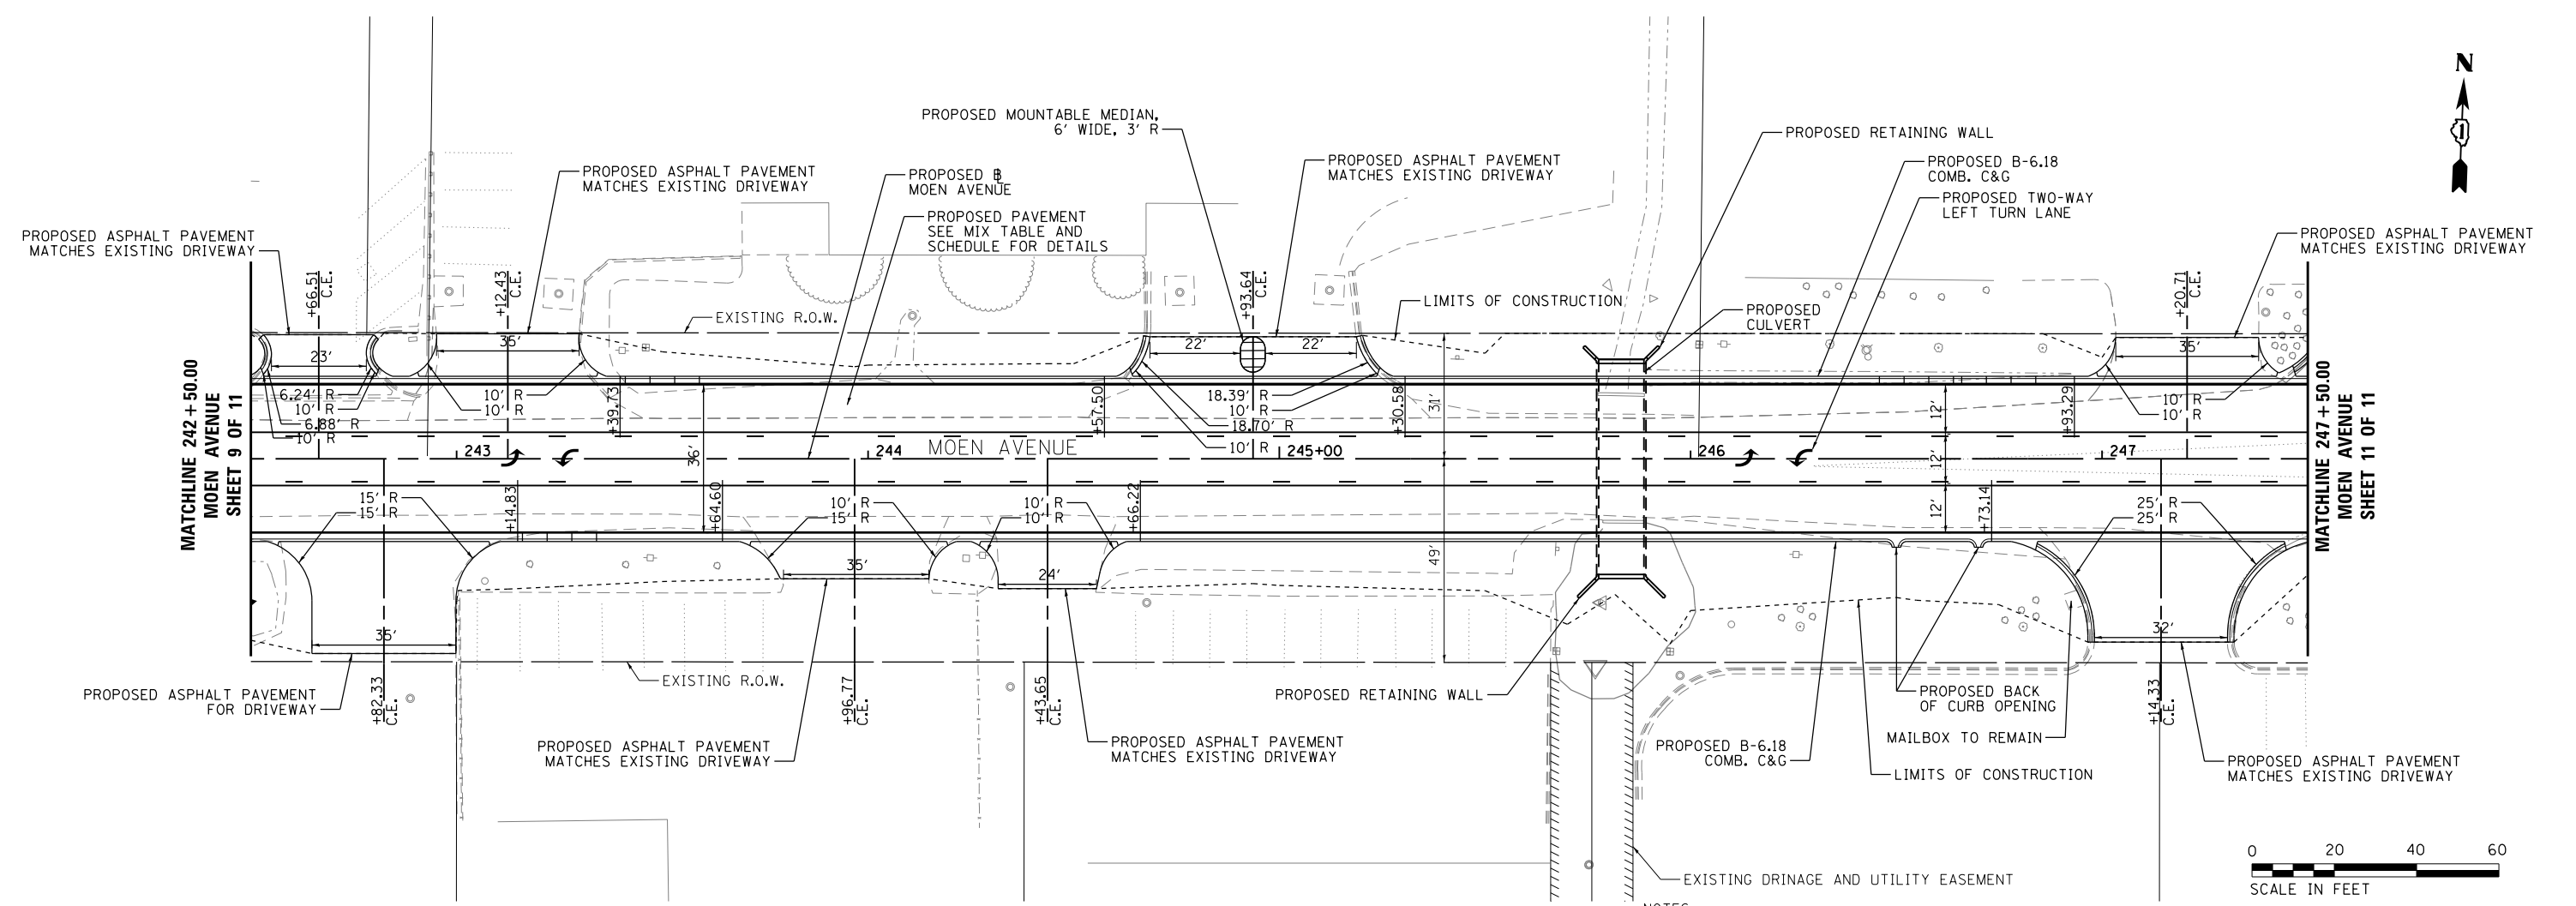 N
PROPOSED MOUNTABLE MEDIAN,
6' WIDE, 3' R
PROPOSED RETAINING WALL
PROPOSED ASPHALT PAVEMENT
MATCHES EXISTING DRIVEWAY
PROPOSED ASPHALT PAVEMENT
MATCHES EXISTING DRIVEWAY
PROPOSED B-6.18
COMB. C&G
PROPOSED ℄
MOEN AVENUE
PROPOSED TWO-WAY
LEFT TURN LANE
PROPOSED PAVEMENT
SEE MIX TABLE AND
SCHEDULE FOR DETAILS
PROPOSED ASPHALT PAVEMENT
MATCHES EXISTING DRIVEWAY
PROPOSED ASPHALT PAVEMENT
MATCHES EXISTING DRIVEWAY
+66.51
C.E.
+12.43
C.E.
+93.64
C.E.
+20.71
C.E.
LIMITS OF CONSTRUCTION
PROPOSED
CULVERT
EXISTING R.O.W.
23'
35'
22'
22'
35'
6.24' R
10' R
6.88' R
10' R
10' R
10' R
+39.73
+57.50
18.39' R
10' R
18.70' R
10' R
+30.58
31'
12'
+93.29
10' R
10' R
MATCHLINE 242+50.00
MOEN AVENUE
SHEET 9 OF 11
MATCHLINE 247+50.00
MOEN AVENUE
SHEET 11 OF 11
243
36'
244
MOEN AVENUE
245+00
246
12'
247
15' R
15' R
+14.83
+64.60
10' R
15' R
10' R
10' R
+66.22
12'
+73.14
25' R
25' R
35'
24'
49'
35'
32'
PROPOSED ASPHALT PAVEMENT
FOR DRIVEWAY
+82.33
C.E.
EXISTING R.O.W.
+96.77
C.E.
+43.65
C.E.
PROPOSED RETAINING WALL
PROPOSED BACK
OF CURB OPENING
+14.33
C.E.
MAILBOX TO REMAIN
PROPOSED ASPHALT PAVEMENT
MATCHES EXISTING DRIVEWAY
PROPOSED ASPHALT PAVEMENT
MATCHES EXISTING DRIVEWAY
PROPOSED B-6.18
COMB. C&G
LIMITS OF CONSTRUCTION
PROPOSED ASPHALT PAVEMENT
MATCHES EXISTING DRIVEWAY
EXISTING DRINAGE AND UTILITY EASEMENT
0 20 40 60
SCALE IN FEET